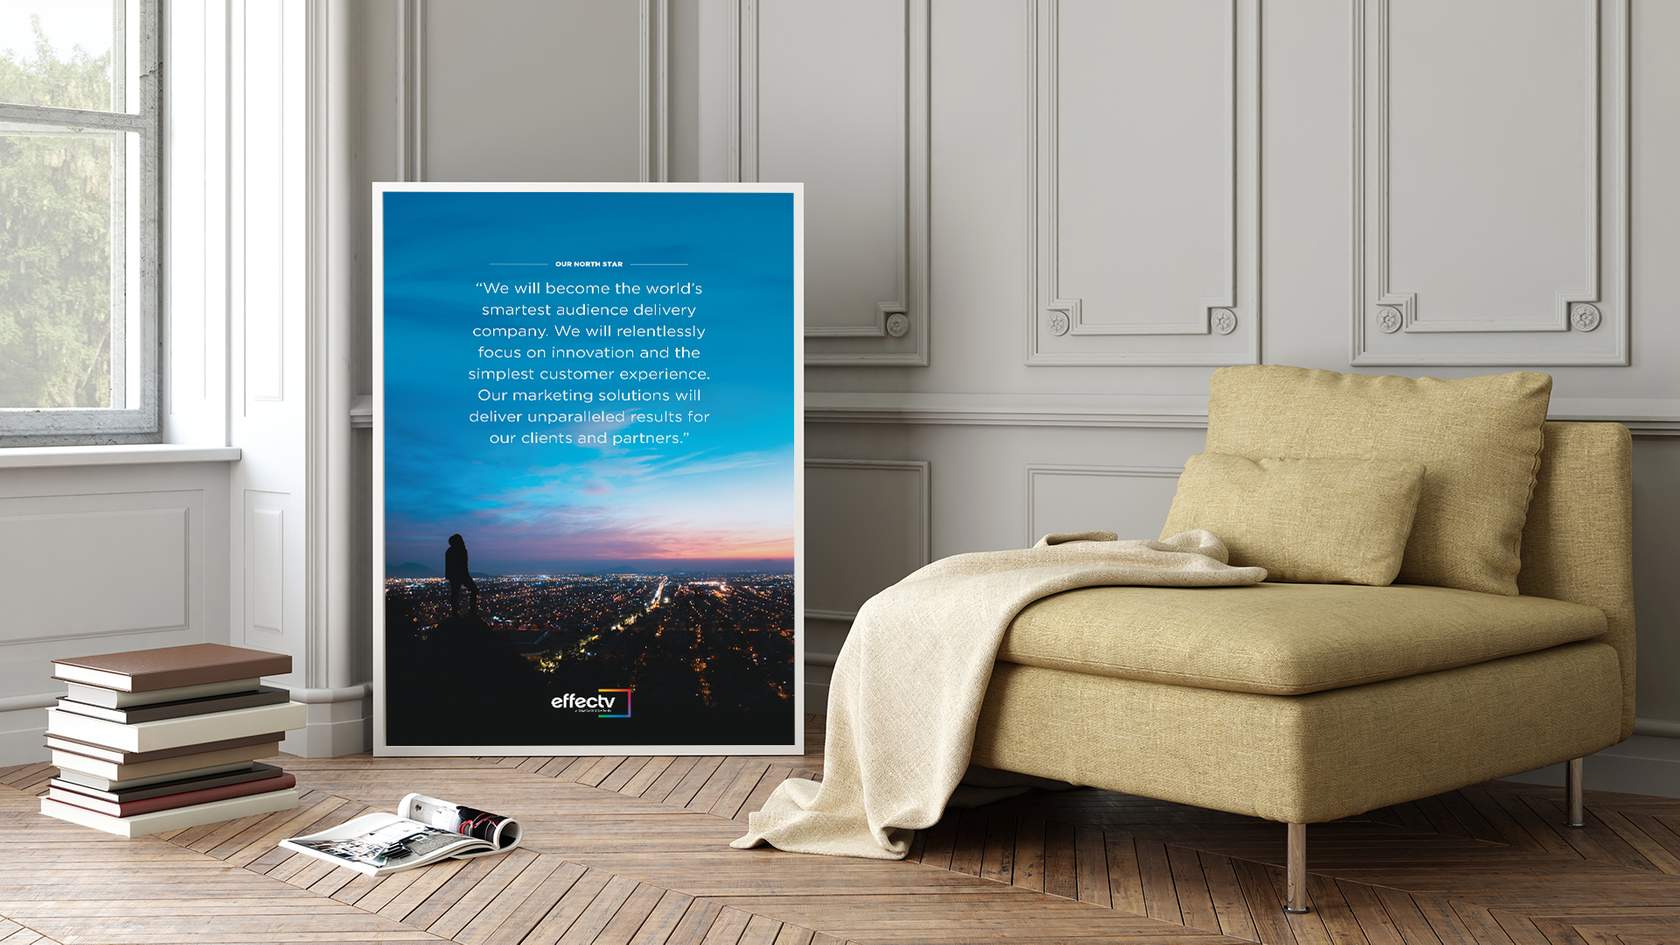 OUR NORTH STAR
“We will become the world’s
smartest audience delivery
company. We will relentlessly
focus on innovation and the
simplest customer experience.
Our marketing solutions will
deliver unparalleled results for
our clients and partners.”
effectv